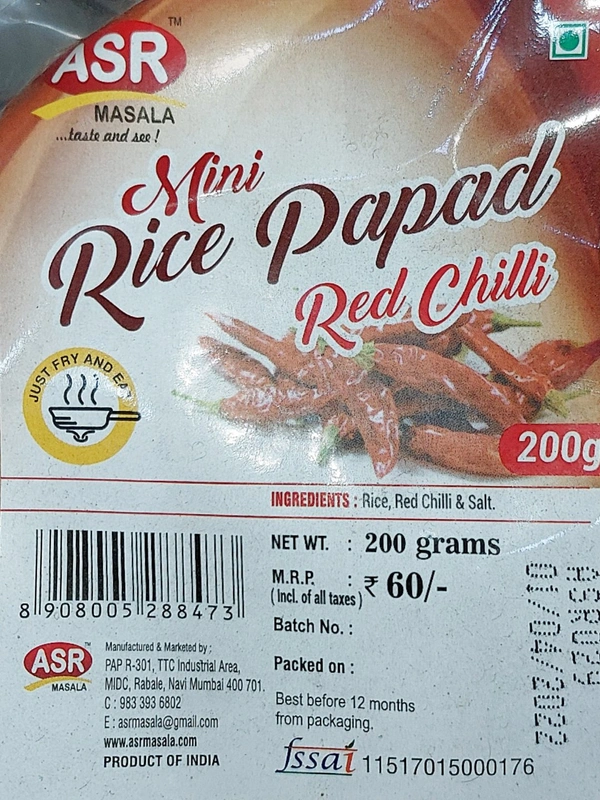 ASR
TM
MASALA
...taste and see !
Mini
Rice Papad
Red Chilli
JUST FRY AND EAT
200g
INGREDIENTS : Rice, Red Chilli & Salt.
NET WT. : 200 grams
M.R.P. : ₹ 60/-
(Incl. of all taxes)
Batch No. :
Packed on :
Best before 12 months
from packaging.
fssai 11517015000176
8 908005 288473
ASR
MASALA
Manufactured & Marketed by ;
PAP R-301, TTC Industrial Area,
MIDC, Rabale, Navi Mumbai 400 701.
C : 983 393 6802
E : asrmasala@gmail.com
www.asrmasala.com
PRODUCT OF INDIA